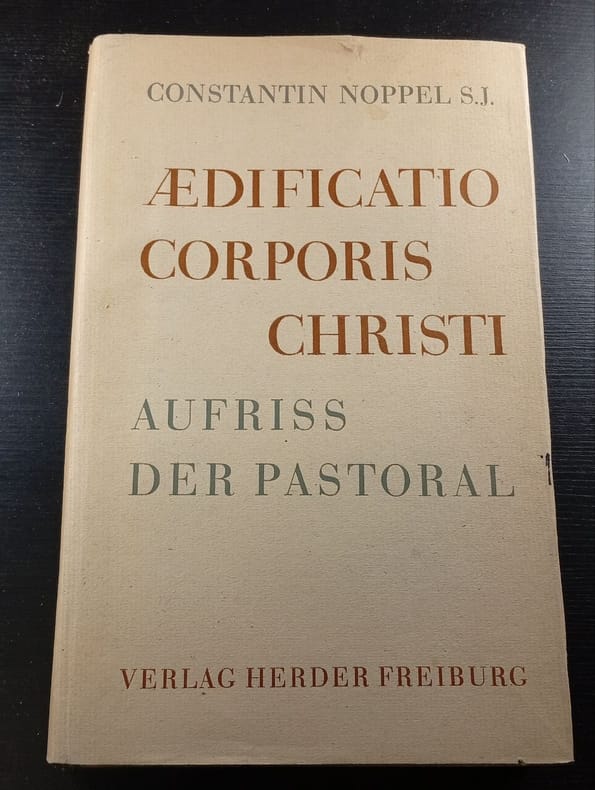 CONSTANTIN NOPPEL S.J.
ÆDIFICATIO
CORPORIS
CHRISTI
AUFRISS
DER PASTORAL
VERLAG HERDER FREIBURG